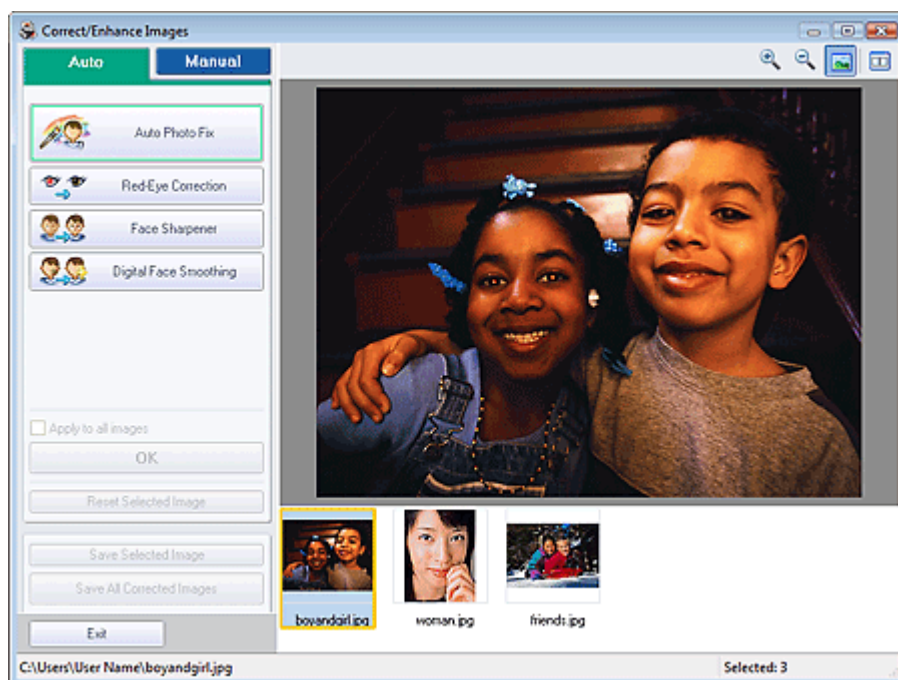 Correct/Enhance Images
Auto
Manual
Auto Photo Fix
Red-Eye Correction
Face Sharpener
Digital Face Smoothing
Apply to all images
OK
Reset Selected Image
Save Selected Image
Save All Corrected Images
Exit
boyandgirl.jpg
woman.jpg
friends.jpg
C:\Users\User Name\boyandgirl.jpg
Selected: 3